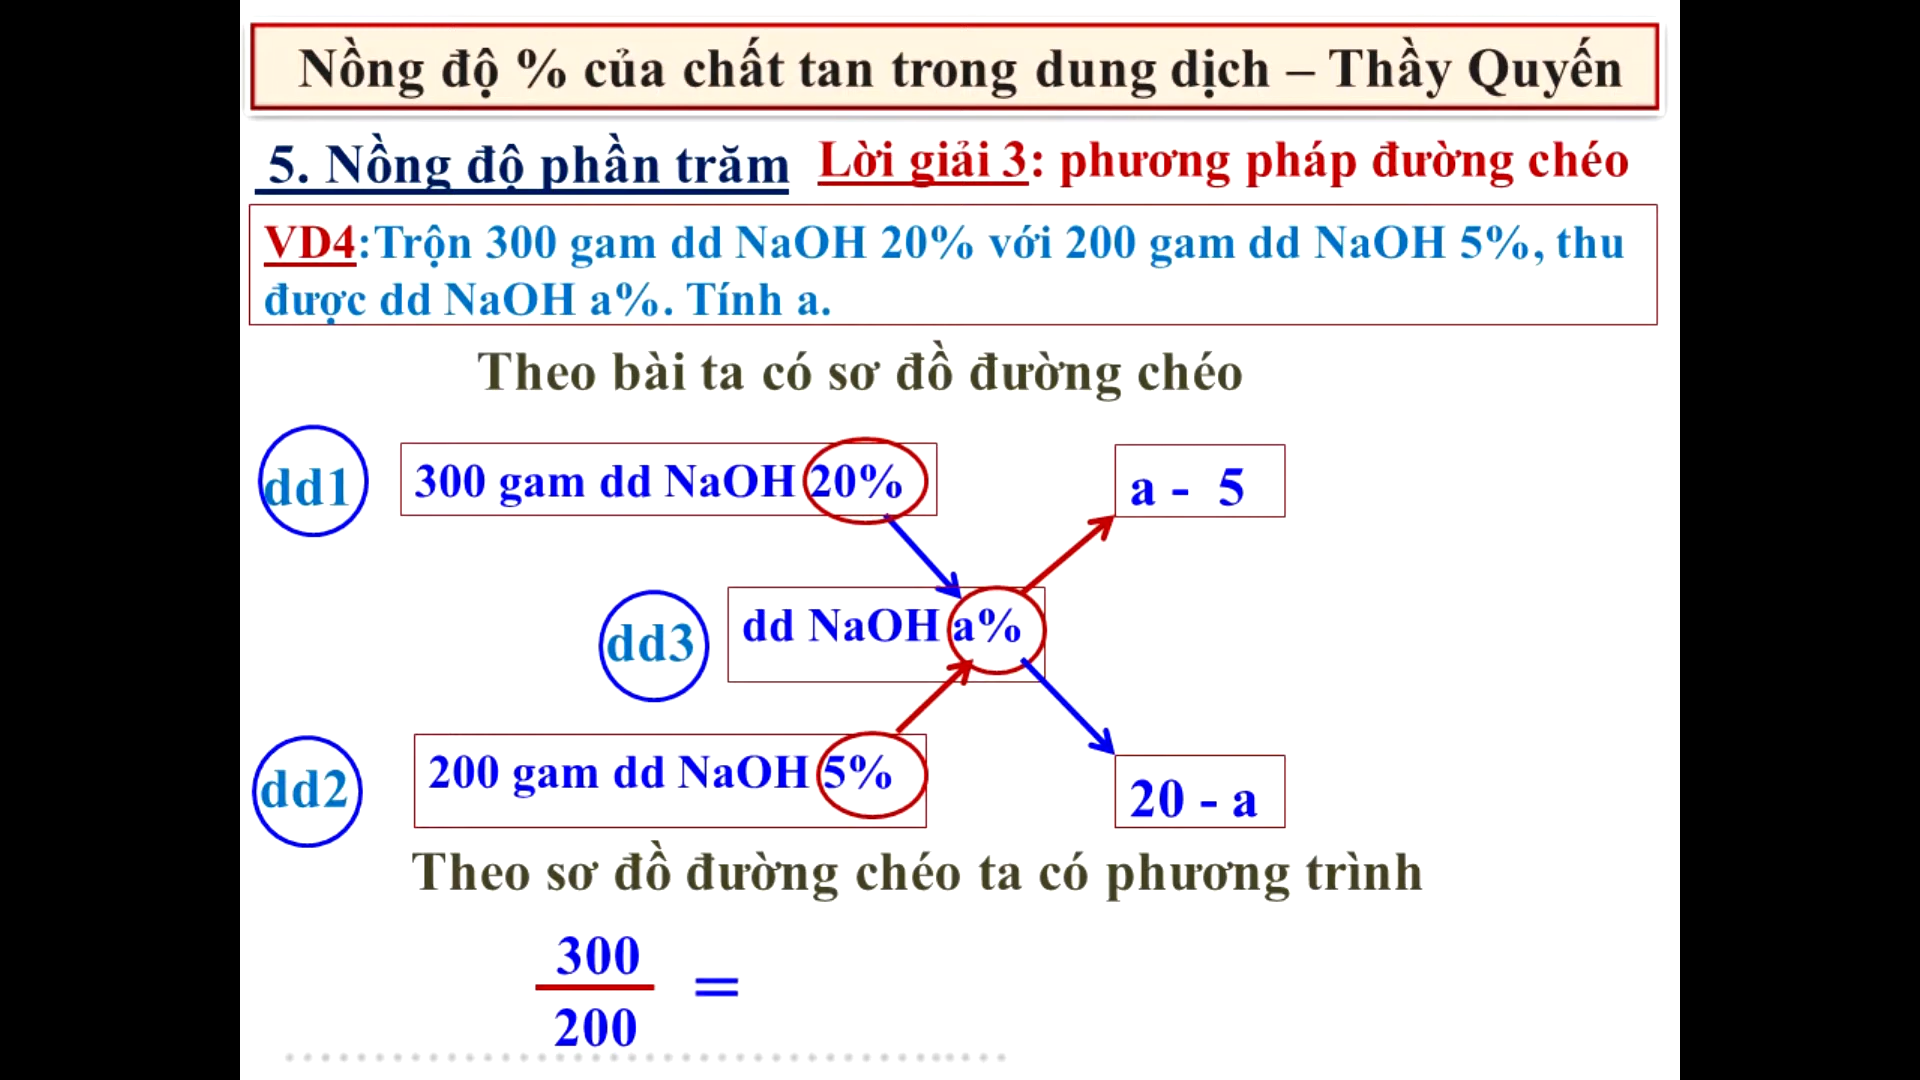 Nồng độ % của chất tan trong dung dịch – Thầy Quyến
5. Nồng độ phần trăm Lời giải 3: phương pháp đường chéo
VD4:Trộn 300 gam dd NaOH 20% với 200 gam dd NaOH 5%, thu
được dd NaOH a%. Tính a.
Theo bài ta có sơ đồ đường chéo
dd1 300 gam dd NaOH 20% a - 5
dd3 dd NaOH a%
dd2 200 gam dd NaOH 5% 20 - a
Theo sơ đồ đường chéo ta có phương trình
300
=
200